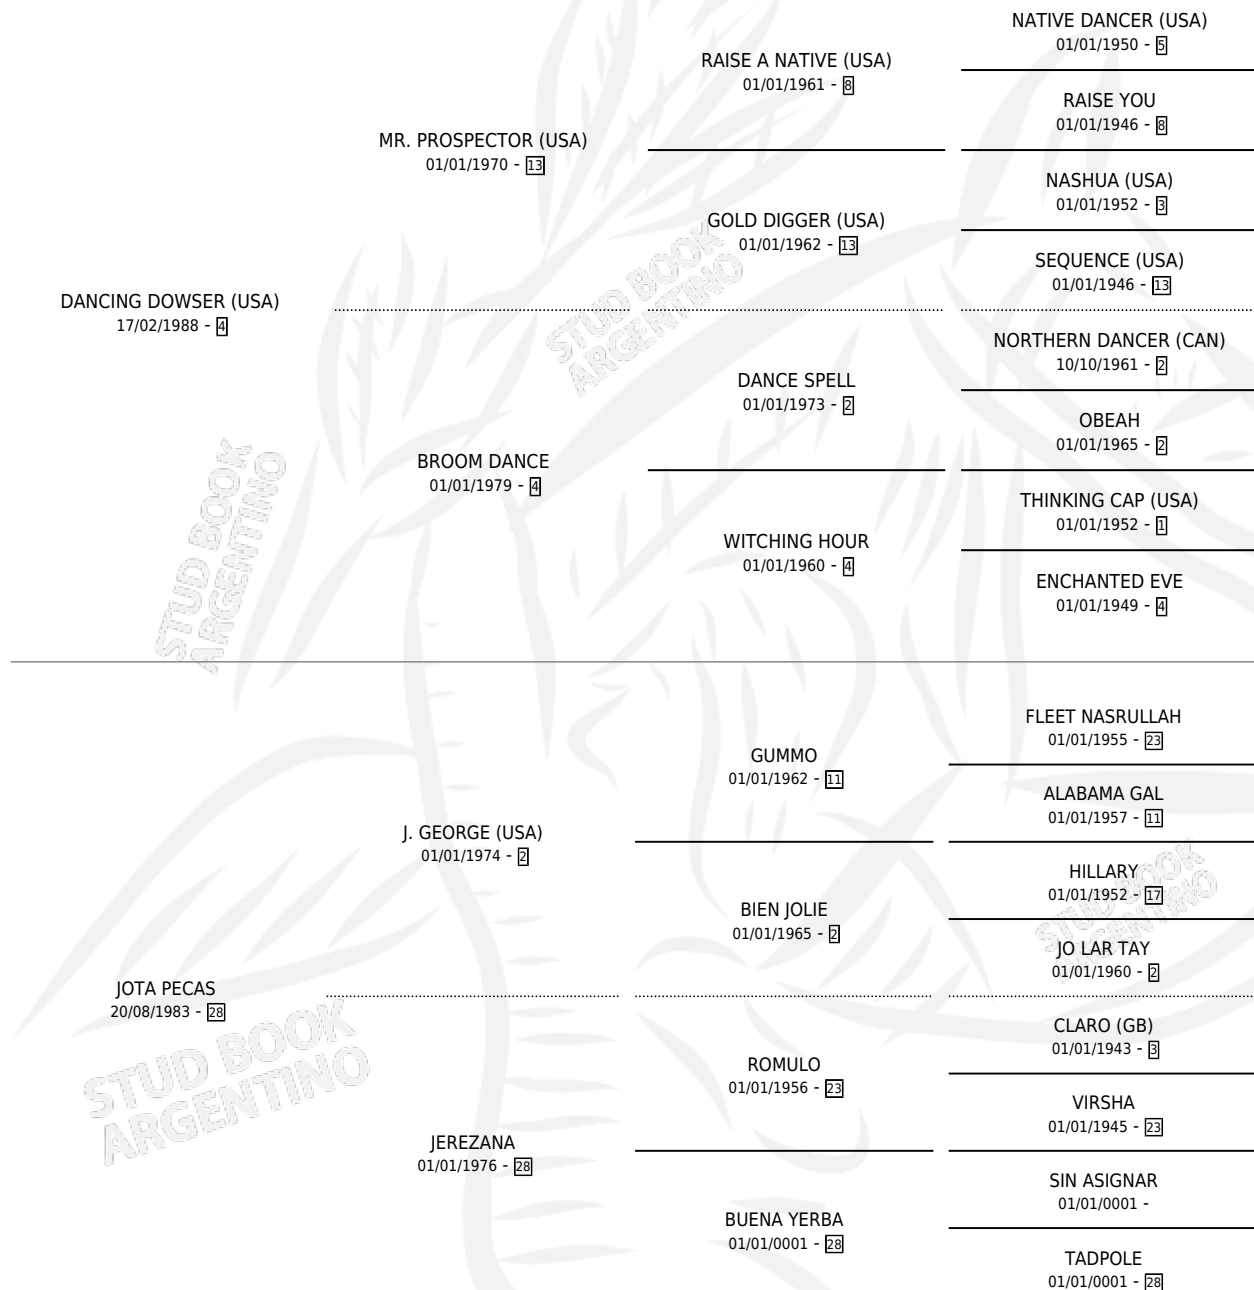 NATIVE DANCER (USA)
01/01/1950 - 5
RAISE A NATIVE (USA)
01/01/1961 - 8
RAISE YOU
01/01/1946 - 8
MR. PROSPECTOR (USA)
01/01/1970 - 13
NASHUA (USA)
01/01/1952 - 3
GOLD DIGGER (USA)
01/01/1962 - 13
SEQUENCE (USA)
01/01/1946 - 13
DANCING DOWSER (USA)
17/02/1988 - 4
NORTHERN DANCER (CAN)
10/10/1961 - 2
DANCE SPELL
01/01/1973 - 2
OBEAH
01/01/1965 - 2
BROOM DANCE
01/01/1979 - 4
THINKING CAP (USA)
01/01/1952 - 1
WITCHING HOUR
01/01/1960 - 4
ENCHANTED EVE
01/01/1949 - 4
FLEET NASRULLAH
01/01/1955 - 23
GUMMO
01/01/1962 - 11
ALABAMA GAL
01/01/1957 - 11
J. GEORGE (USA)
01/01/1974 - 2
HILLARY
01/01/1952 - 17
BIEN JOLIE
01/01/1965 - 2
JO LAR TAY
01/01/1960 - 2
JOTA PECAS
20/08/1983 - 28
CLARO (GB)
01/01/1943 - 3
ROMULO
01/01/1956 - 23
VIRSHA
01/01/1945 - 23
JEREZANA
01/01/1976 - 28
SIN ASIGNAR
01/01/0001 -
BUENA YERBA
01/01/0001 - 28
TADPOLE
01/01/0001 - 28
STUD BOOK
ARGENTINO
STUD BOOK
ARGENTINO
STUD BOOK
ARGENTINO
STUD BOOK
ARGENTINO